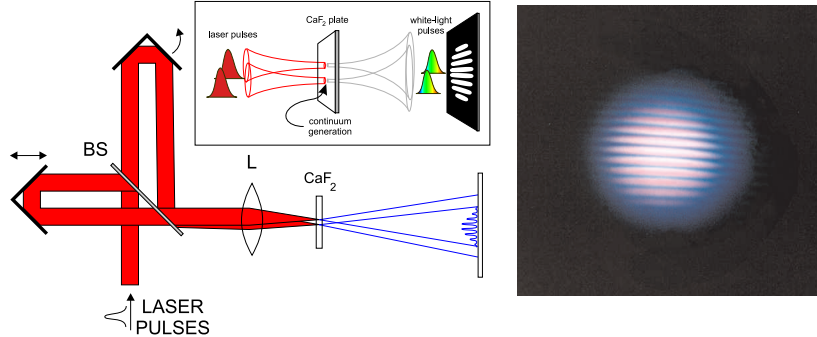 laser pulses
CaF2 plate
white-light
pulses
continuum
generation
BS
L
CaF2
LASER
PULSES